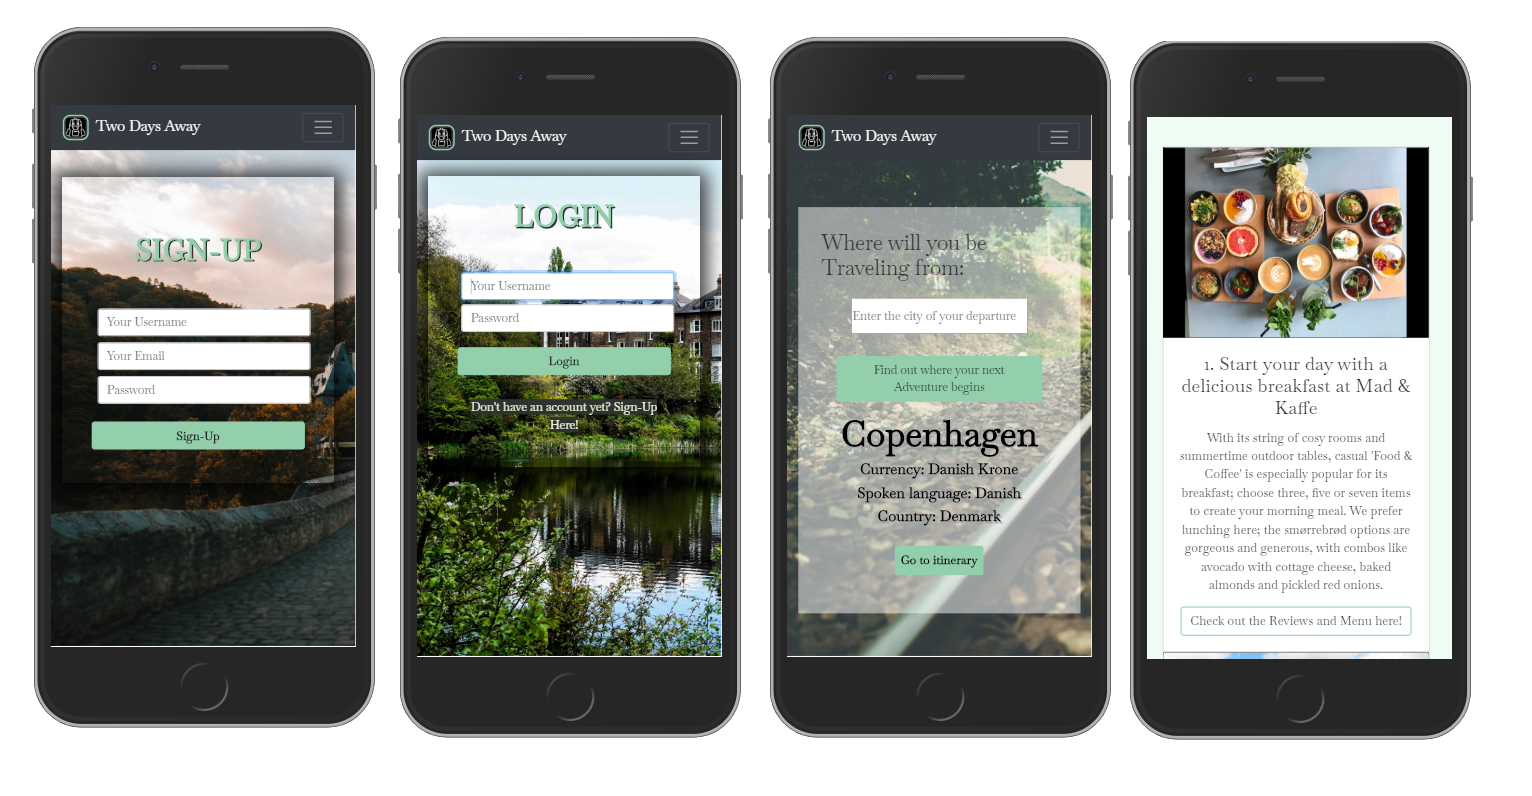 Two Days Away
SIGN-UP
Your Username
Your Email
Password
Sign-Up
Two Days Away
LOGIN
Your Username
Password
Login
Don't have an account yet? Sign-Up
Here!
Two Days Away
Where will you be
Traveling from:
Enter the city of your departure
Find out where your next
Adventure begins
Copenhagen
Currency: Danish Krone
Spoken language: Danish
Country: Denmark
Go to itinerary
1. Start your day with a
delicious breakfast at Mad &
Kaffe
With its string of cosy rooms and
summertime outdoor tables, casual 'Food &
Coffee' is especially popular for its
breakfast; choose three, five or seven items
to create your morning meal. We prefer
lunching here; the smørrebrød options are
gorgeous and generous, with combos like
avocado with cottage cheese, baked
almonds and pickled red onions.
Check out the Reviews and Menu here!